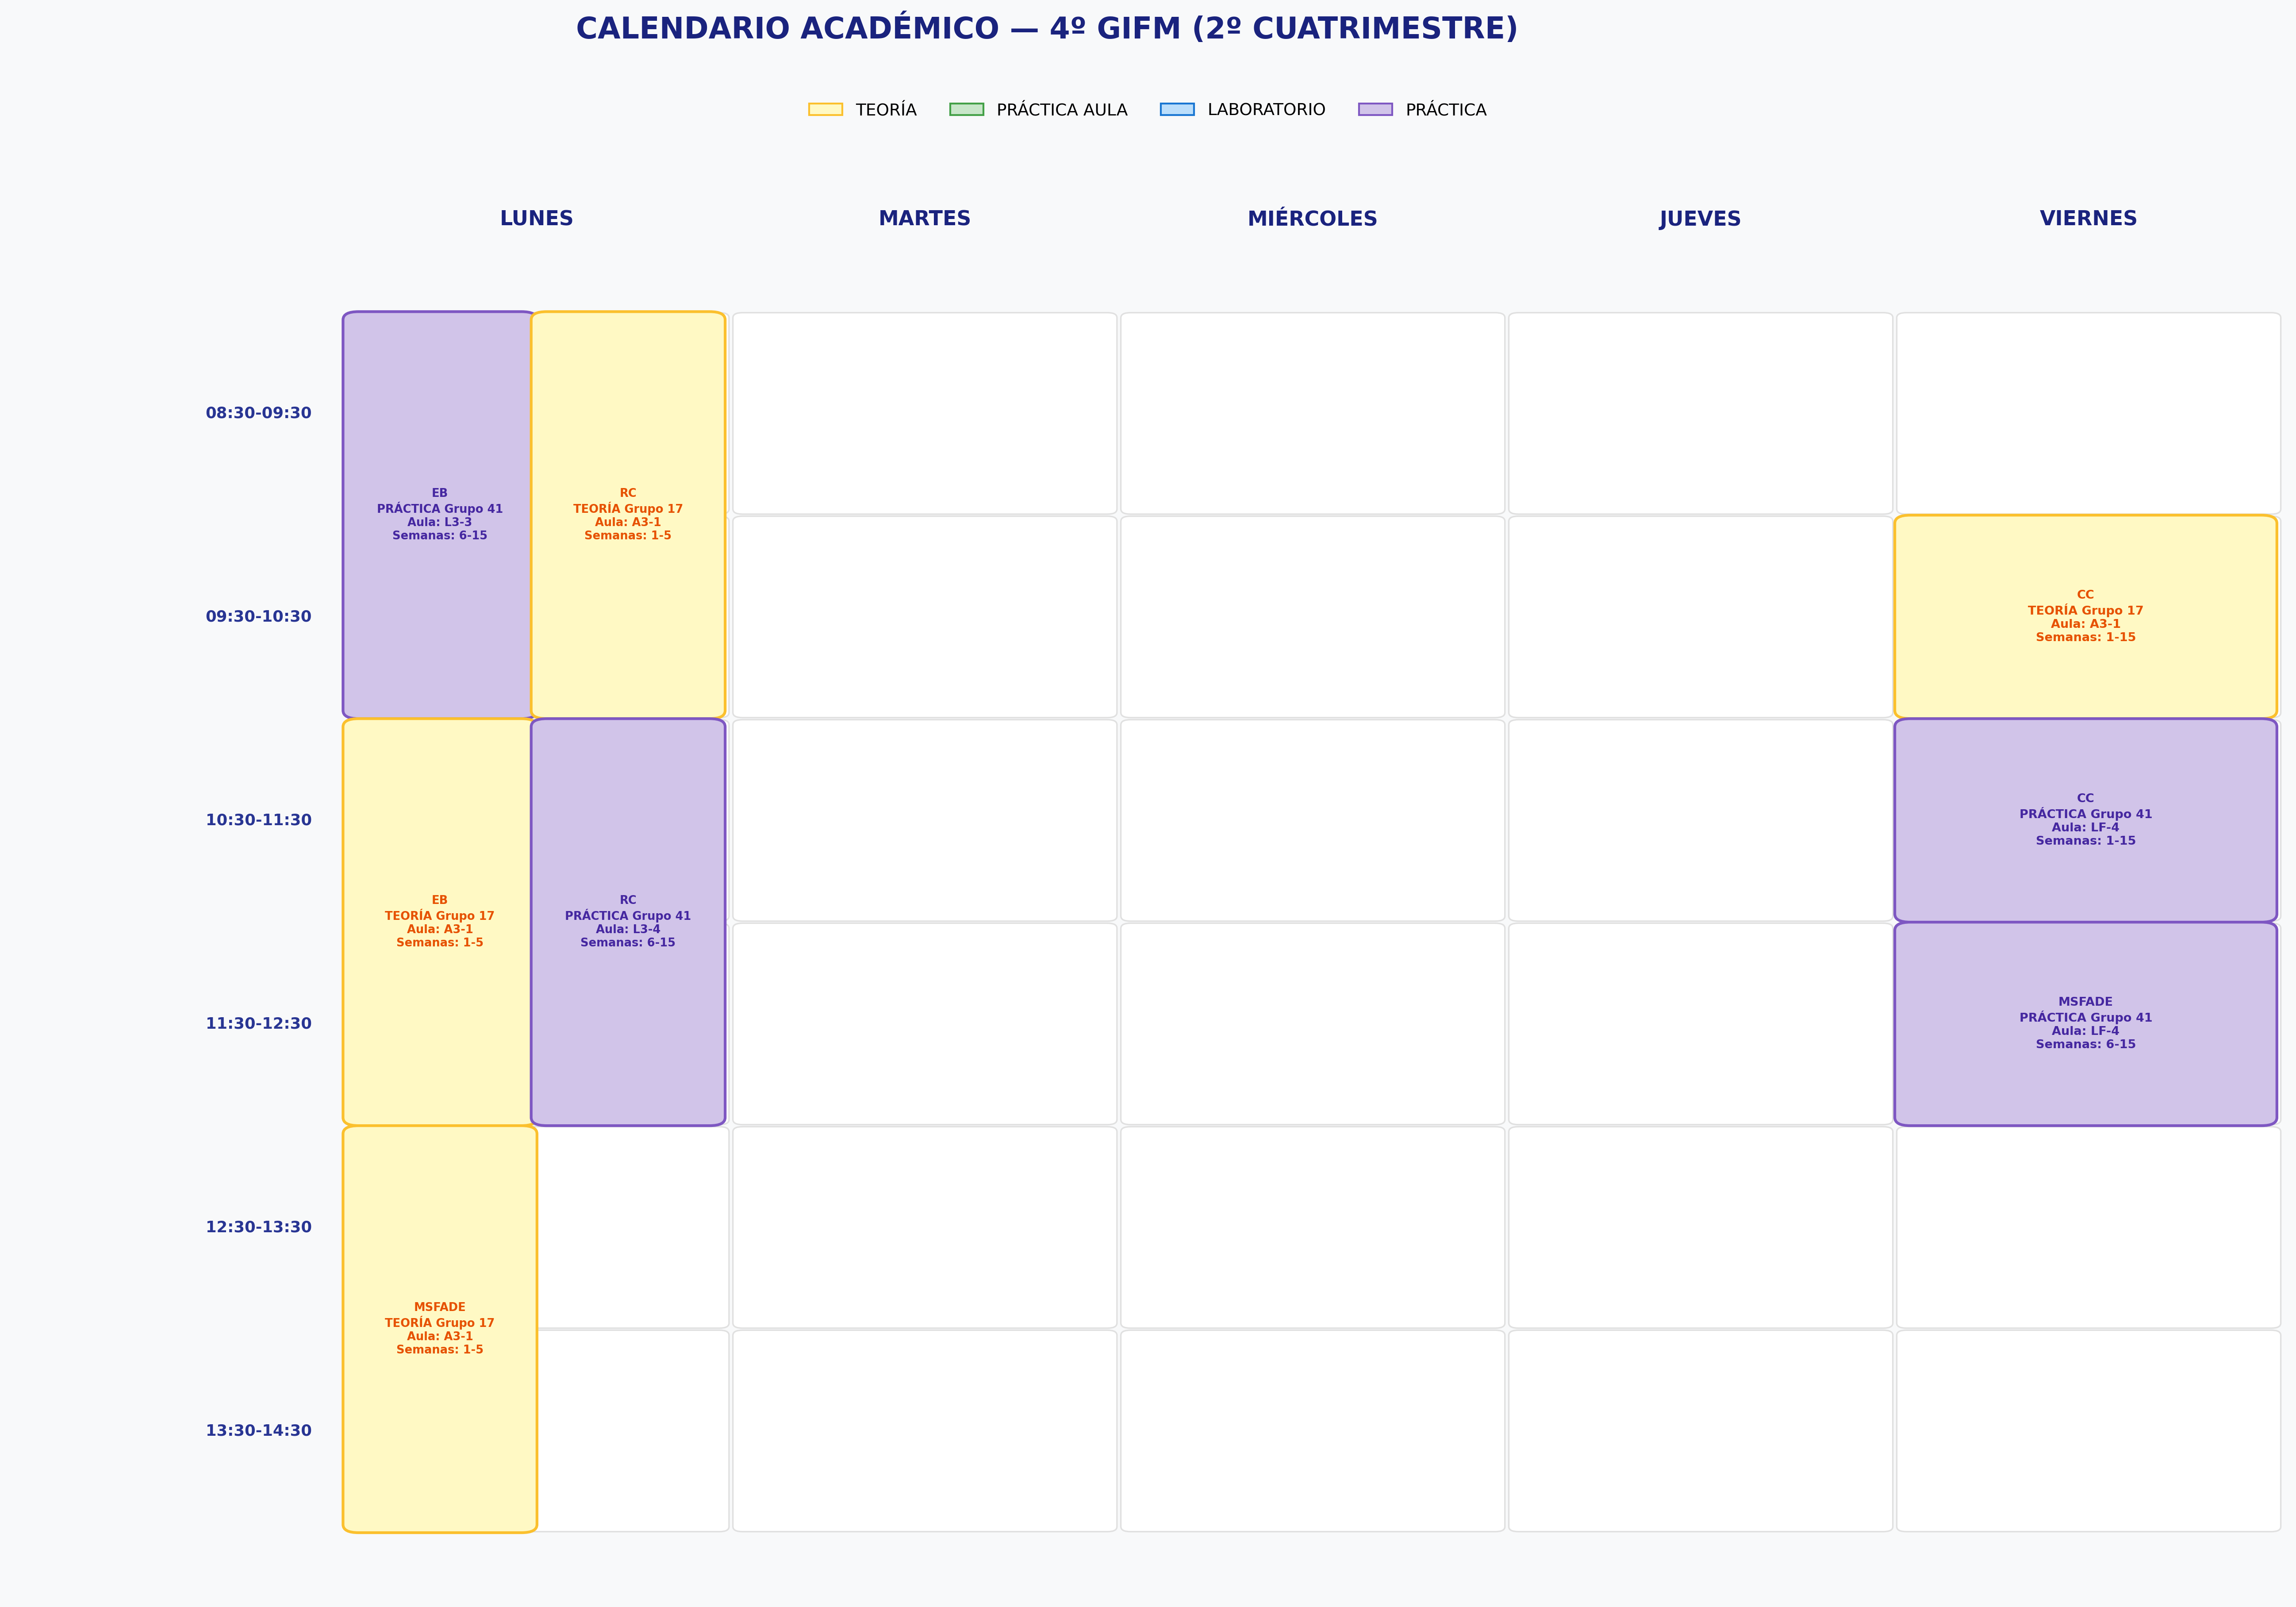 CALENDARIO ACADÉMICO — 4º GIFM (2º CUATRIMESTRE)
TEORÍA
PRÁCTICA AULA
LABORATORIO
PRÁCTICA
LUNES
MARTES
MIÉRCOLES
JUEVES
VIERNES
08:30-09:30
EB
PRÁCTICA Grupo 41
Aula: L3-3
Semanas: 6-15
RC
TEORÍA Grupo 17
Aula: A3-1
Semanas: 1-5
09:30-10:30
CC
TEORÍA Grupo 17
Aula: A3-1
Semanas: 1-15
10:30-11:30
CC
PRÁCTICA Grupo 41
Aula: LF-4
Semanas: 1-15
EB
TEORÍA Grupo 17
Aula: A3-1
Semanas: 1-5
RC
PRÁCTICA Grupo 41
Aula: L3-4
Semanas: 6-15
11:30-12:30
MSFADE
PRÁCTICA Grupo 41
Aula: LF-4
Semanas: 6-15
12:30-13:30
MSFADE
TEORÍA Grupo 17
Aula: A3-1
Semanas: 1-5
13:30-14:30